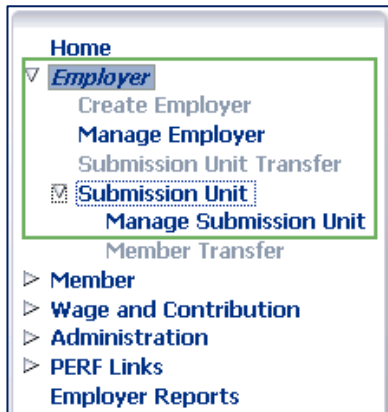 Home
Employer
Create Employer
Manage Employer
Submission Unit Transfer
Submission Unit
Manage Submission Unit
Member Transfer
Member
Wage and Contribution
Administration
PERF Links
Employer Reports